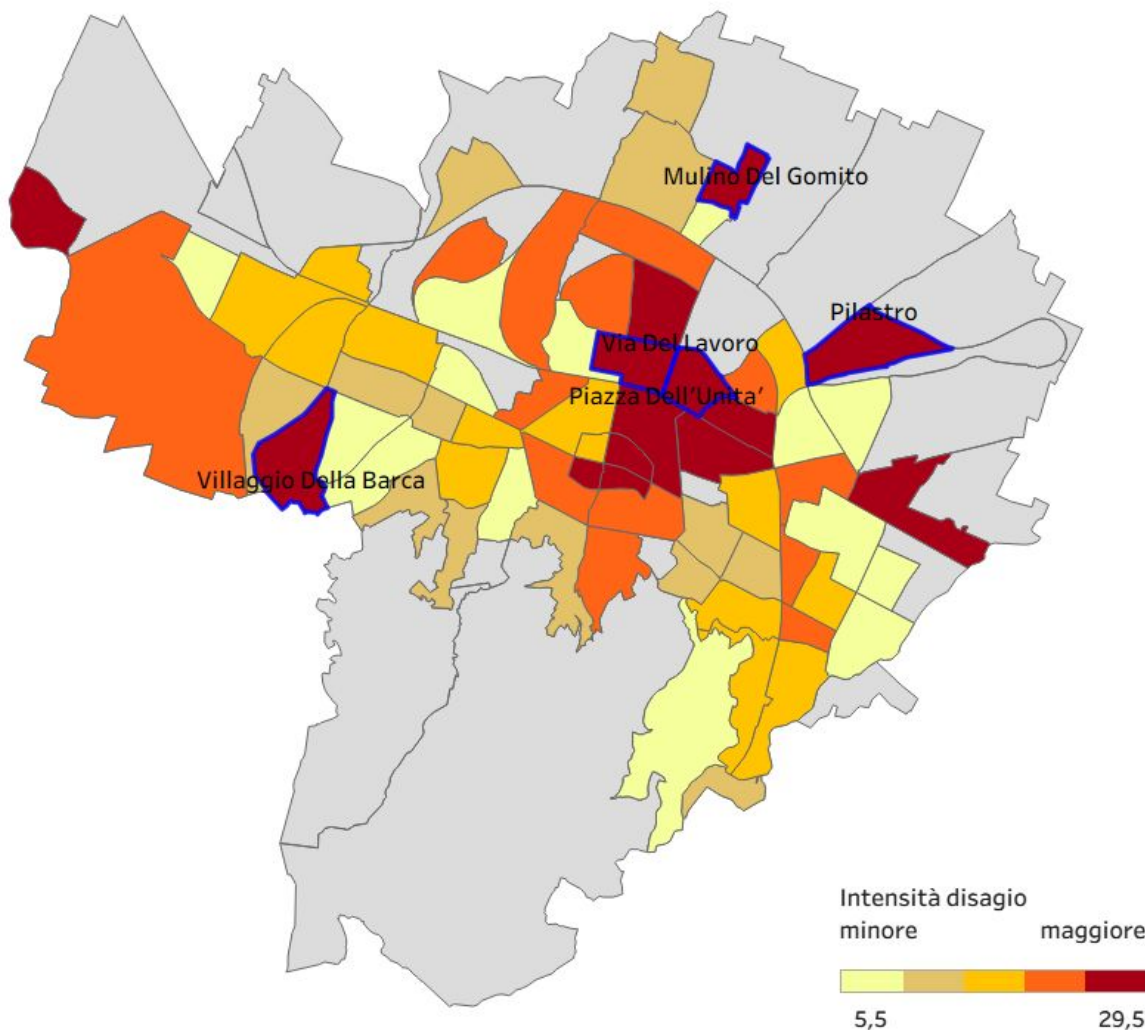 Mulino Del Gomito
Pilastro
Via Del Lavoro
Piazza Dell'Unita'
Villaggio Della Barca
Intensità disagio
minore maggiore
5,5 29,5